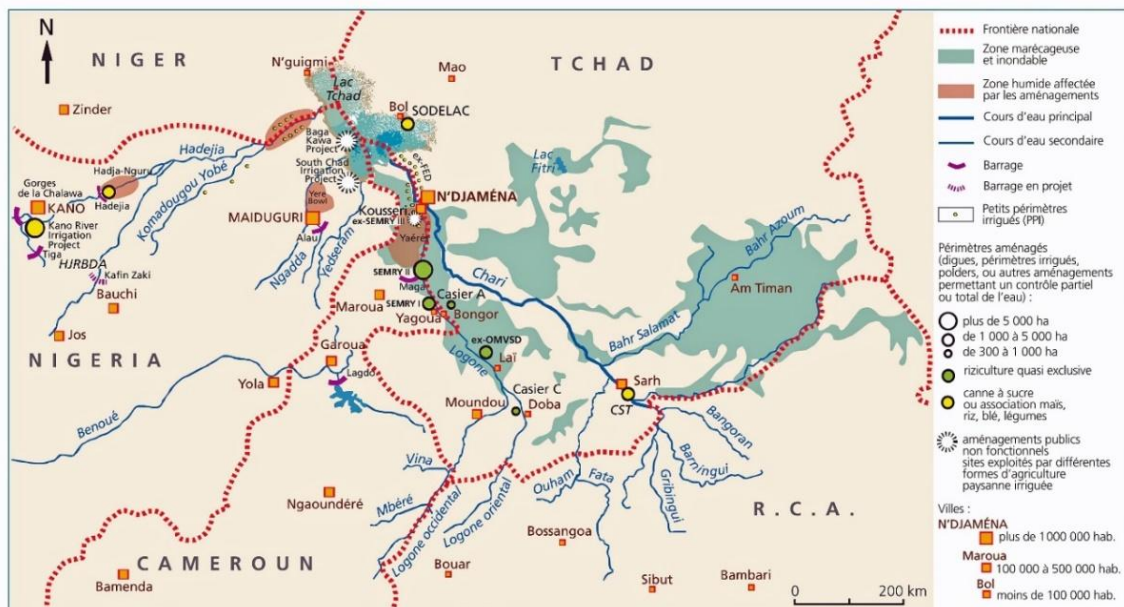 N
NIGER
TCHAD
N'guigmi
Mao
Lac
Tchad
Zinder
Bol
SODELAC
Baga
Kawa
Project
ex-FED
Lac
Fitri
Hadejia
Hadja-Nguru
South Chad
Irrigation
Project
Gorges
de la Chalawa
Hadejia
Komadougou Yobé
Yere
Bowl
KANO
MAIDUGURI
N'DJAMÉNA
Kousseri
ex-SEMRY III
Yaéré
Kano River
Irrigation
Project
Tiga
Alau
Ngadda
Yedseram
HJRBDA
Kafin Zaki
SEMRY II
Maga
Chari
Bahr Azoum
Am Timan
Bauchi
Maroua
SEMRY I
Casier A
Bongor
Yagoua
Bahr Salamat
Jos
NIGERIA
Garoua
ex-OMVSD
Laï
Logone
Yola
Lagdo
Casier C
Sarh
CST
Moundou
Doba
Benoué
Bangoran
Vina
Ouham
Fata
Bamingui
Gribingui
Ngaoundéré
Mbéré
Logone occidental
Logone oriental
R.C.A.
Bossangoa
CAMEROUN
Bamenda
Bouar
Sibut
Bambari
0
200 km
Frontière nationale
Zone marécageuse
et inondable
Zone humide affectée
par les aménagements
Cours d'eau principal
Cours d'eau secondaire
Barrage
Barrage en projet
Petits périmètres
irrigués (PPI)
Périmètres aménagés
(digues, périmètres irrigués,
polders, ou autres aménagements
permettant un contrôle partiel
ou total de l'eau) :
plus de 5 000 ha
de 1 000 à 5 000 ha
de 300 à 1 000 ha
riziculture quasi exclusive
canne à sucre
ou association maïs,
riz, blé, légumes
aménagements publics
non fonctionnels
sites exploités par différentes
formes d'agriculture
paysanne irriguée
Villes :
N'DJAMÉNA
plus de 1000 000 hab.
Maroua
100 000 à 500 000 hab.
Bol
moins de 100 000 hab.